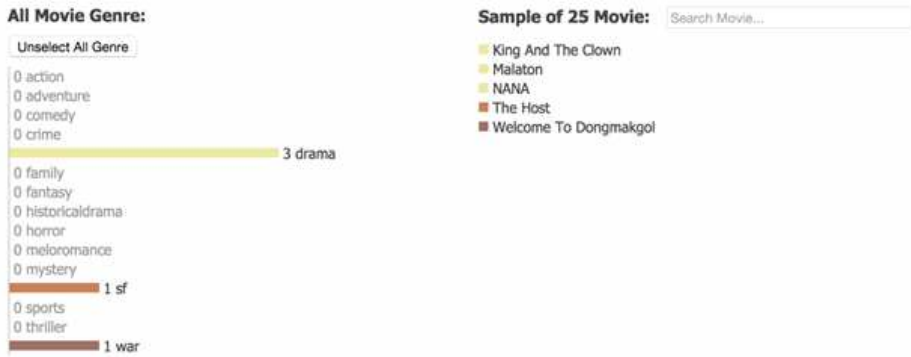 All Movie Genre:
Unselect All Genre
0 action
0 adventure
0 comedy
0 crime
3 drama
0 family
0 fantasy
0 historicaldrama
0 horror
0 meloromance
0 mystery
1 sf
0 sports
0 thriller
1 war
Sample of 25 Movie:
Search Movie...
King And The Clown
Malaton
NANA
The Host
Welcome To Dongmakgol